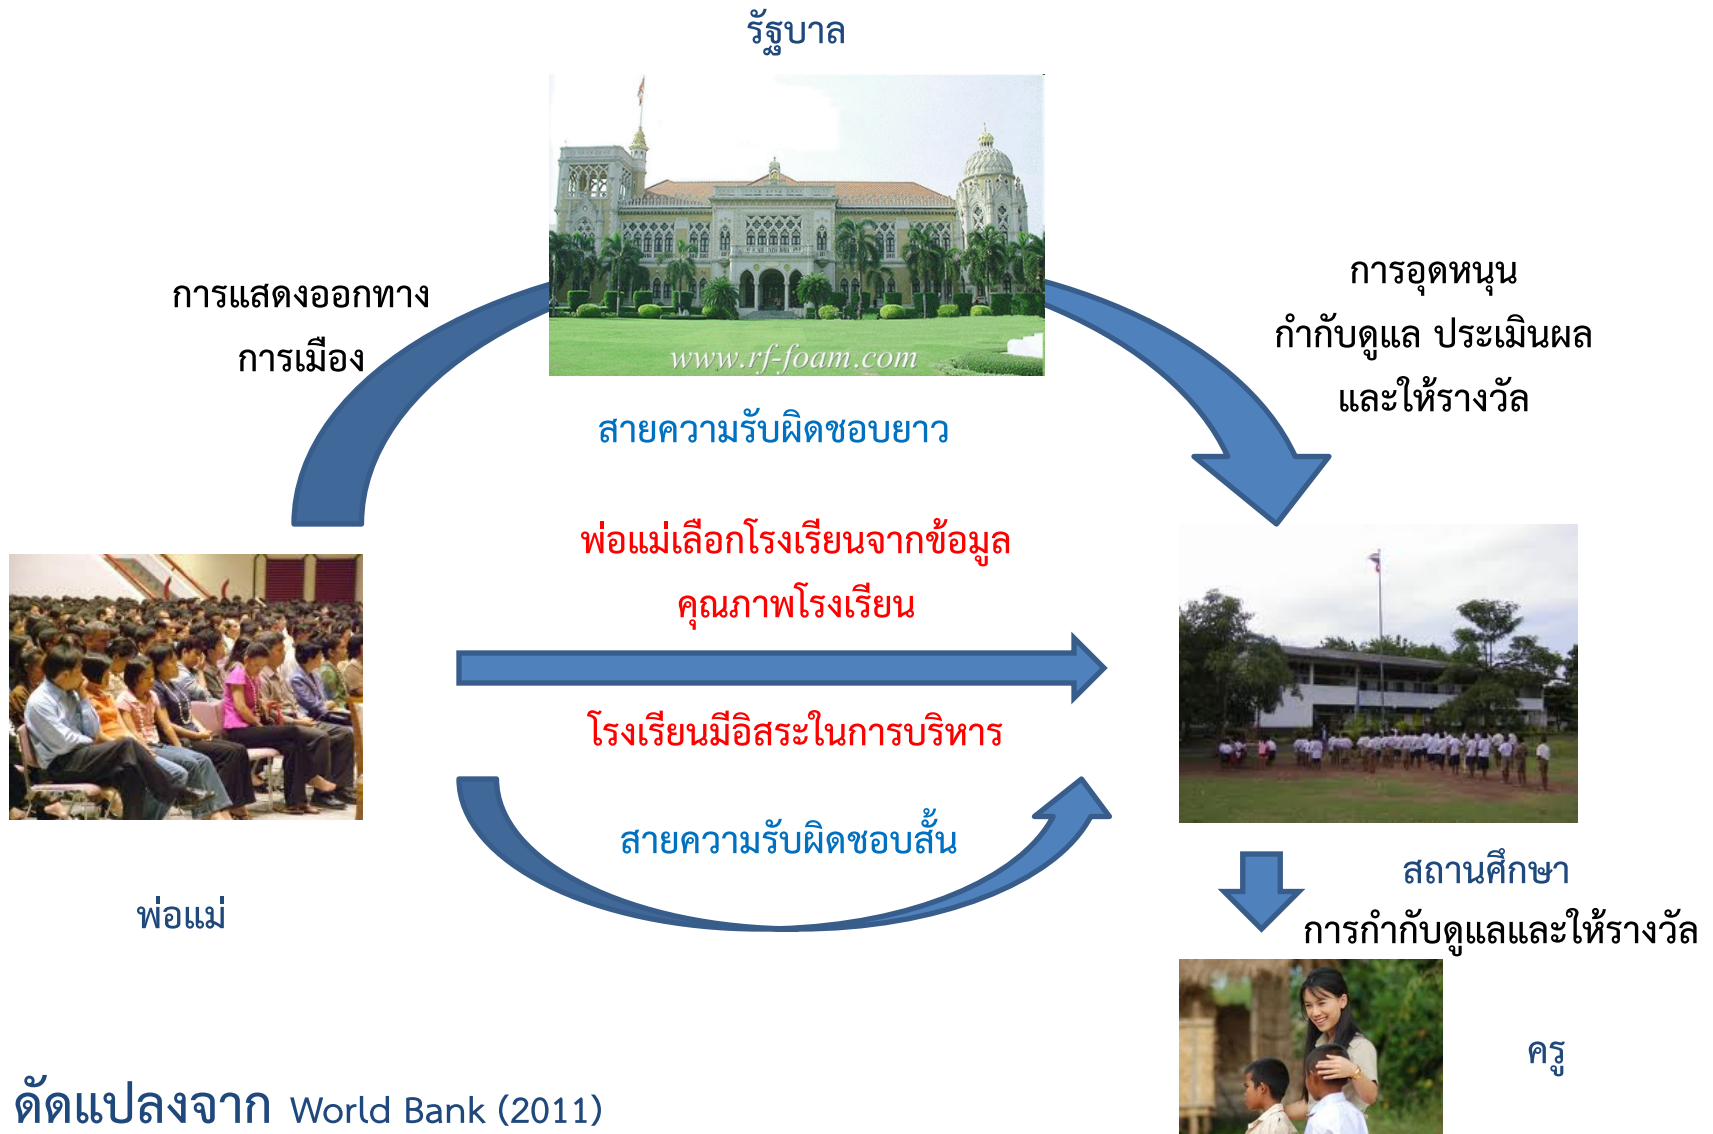 รัฐบาล
www.rf-foam.com
การแสดงออกทาง
การเมือง
การอุดหนุน
กำกับดูแล ประเมินผล
และให้รางวัล
สายความรับผิดชอบยาว
พ่อแม่เลือกโรงเรียนจากข้อมูล
คุณภาพโรงเรียน
โรงเรียนมีอิสระในการบริหาร
สายความรับผิดชอบสั้น
พ่อแม่
สถานศึกษา
การกำกับดูแลและให้รางวัล
ครู
ดัดแปลงจาก World Bank (2011)